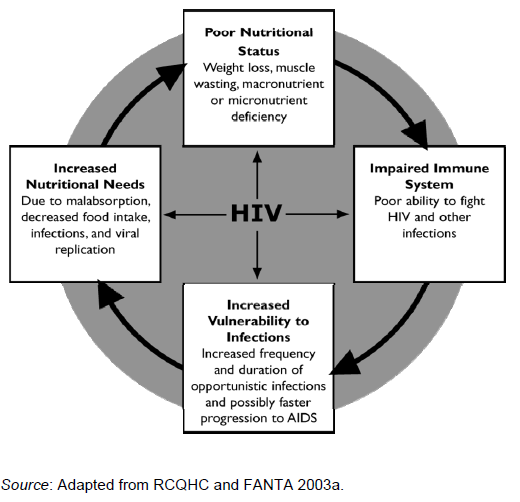 Poor Nutritional
Status
Weight loss, muscle
wasting, macronutrient
or micronutrient
deficiency
Increased
Nutritional Needs
Due to malabsorption,
decreased food intake,
infections, and viral
replication
HIV
Impaired Immune
System
Poor ability to fight
HIV and other
infections
Increased
Vulnerability to
Infections
Increased frequency
and duration of
opportunistic infections
and possibly faster
progression to AIDS
Source: Adapted from RCQHC and FANTA 2003a.